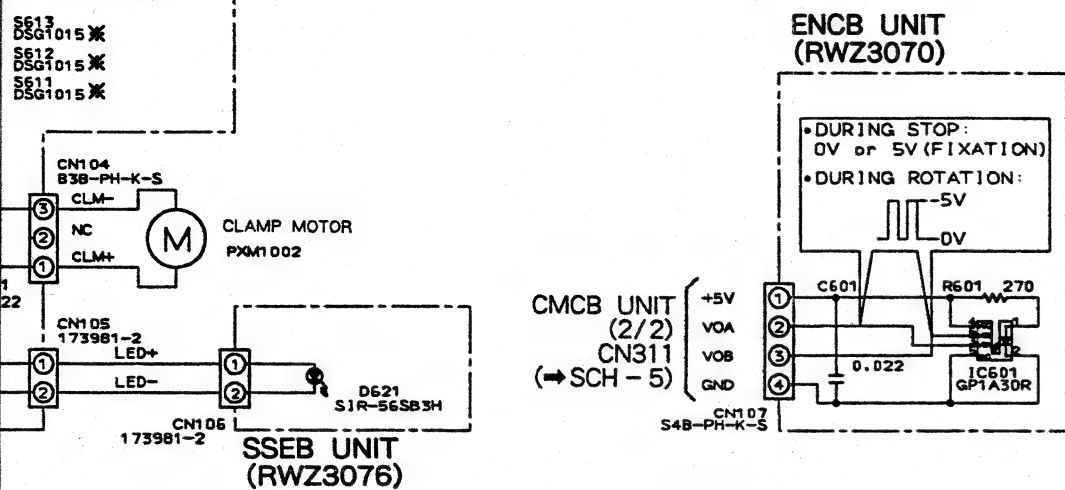 S613
DSG1015※
S612
DSG1015※
S611
DSG1015※
CN104
B3B-PH-K-S
3
CLM-
2
NC
1
CLM+
M
CLAMP MOTOR
PXM1002
22
CN105
173981-2
1
LED+
1
2
LED-
2
D621
SIR-56SB3H
CN106
173981-2
SSEB UNIT
(RWZ3076)
ENCB UNIT
(RWZ3070)
•DURING STOP:
0V or 5V(FIXATION)
•DURING ROTATION:
5V
0V
CMCB UNIT
(2/2)
CN311
(➡SCH-5)
+5V
1
VOA
2
VOB
3
GND
4
C601
0.022
R601
270
IC601
GP1A30R
CN107
S4B-PH-K-S